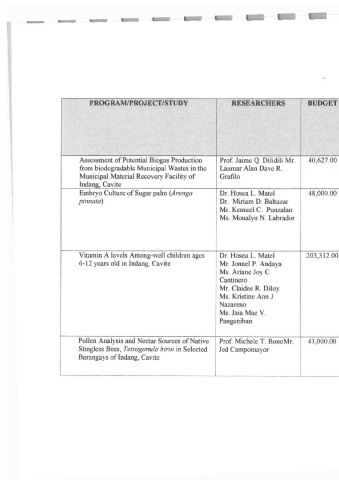 PROGRAM/PROJECT/STUDY RESEARCHERS BUDGET
Assessment of Potential Biogas Production Prof. Jaime Q. Dilidili Mr. 40,627.00
from biodegradable Municipal Wastes in the Laumar Alan Dave R.
Municipal Material Recovery Facility of Grafilo
Indang, Cavite
Embryo Culture of Sugar palm (Arenga Dr. Hosea L. Matel 48,000.00
pinnata) Dr. Miriam D. Baltazar
Mr. Kemuel C. Punzalan
Ms. Monalyn N. Labrador
Vitamin A levels Among-well children ages Dr. Hosea L. Matel 203,312.00
6-12 years old in Indang, Cavite Mr. Jonnel P. Andaya
Ms. Ariane Joy C.
Cantinero
Mr. Claidee R. Diloy
Ms. Kristine Ann J.
Nazareno
Ms. Jaia Mae V.
Panganiban
Pollen Analysis and Nectar Sources of Native Prof. Michele T. BonoMr. 43,000.00
Stingless Bees, Tetragonula biroi in Selected Jed Campomayor
Barangays of Indang, Cavite